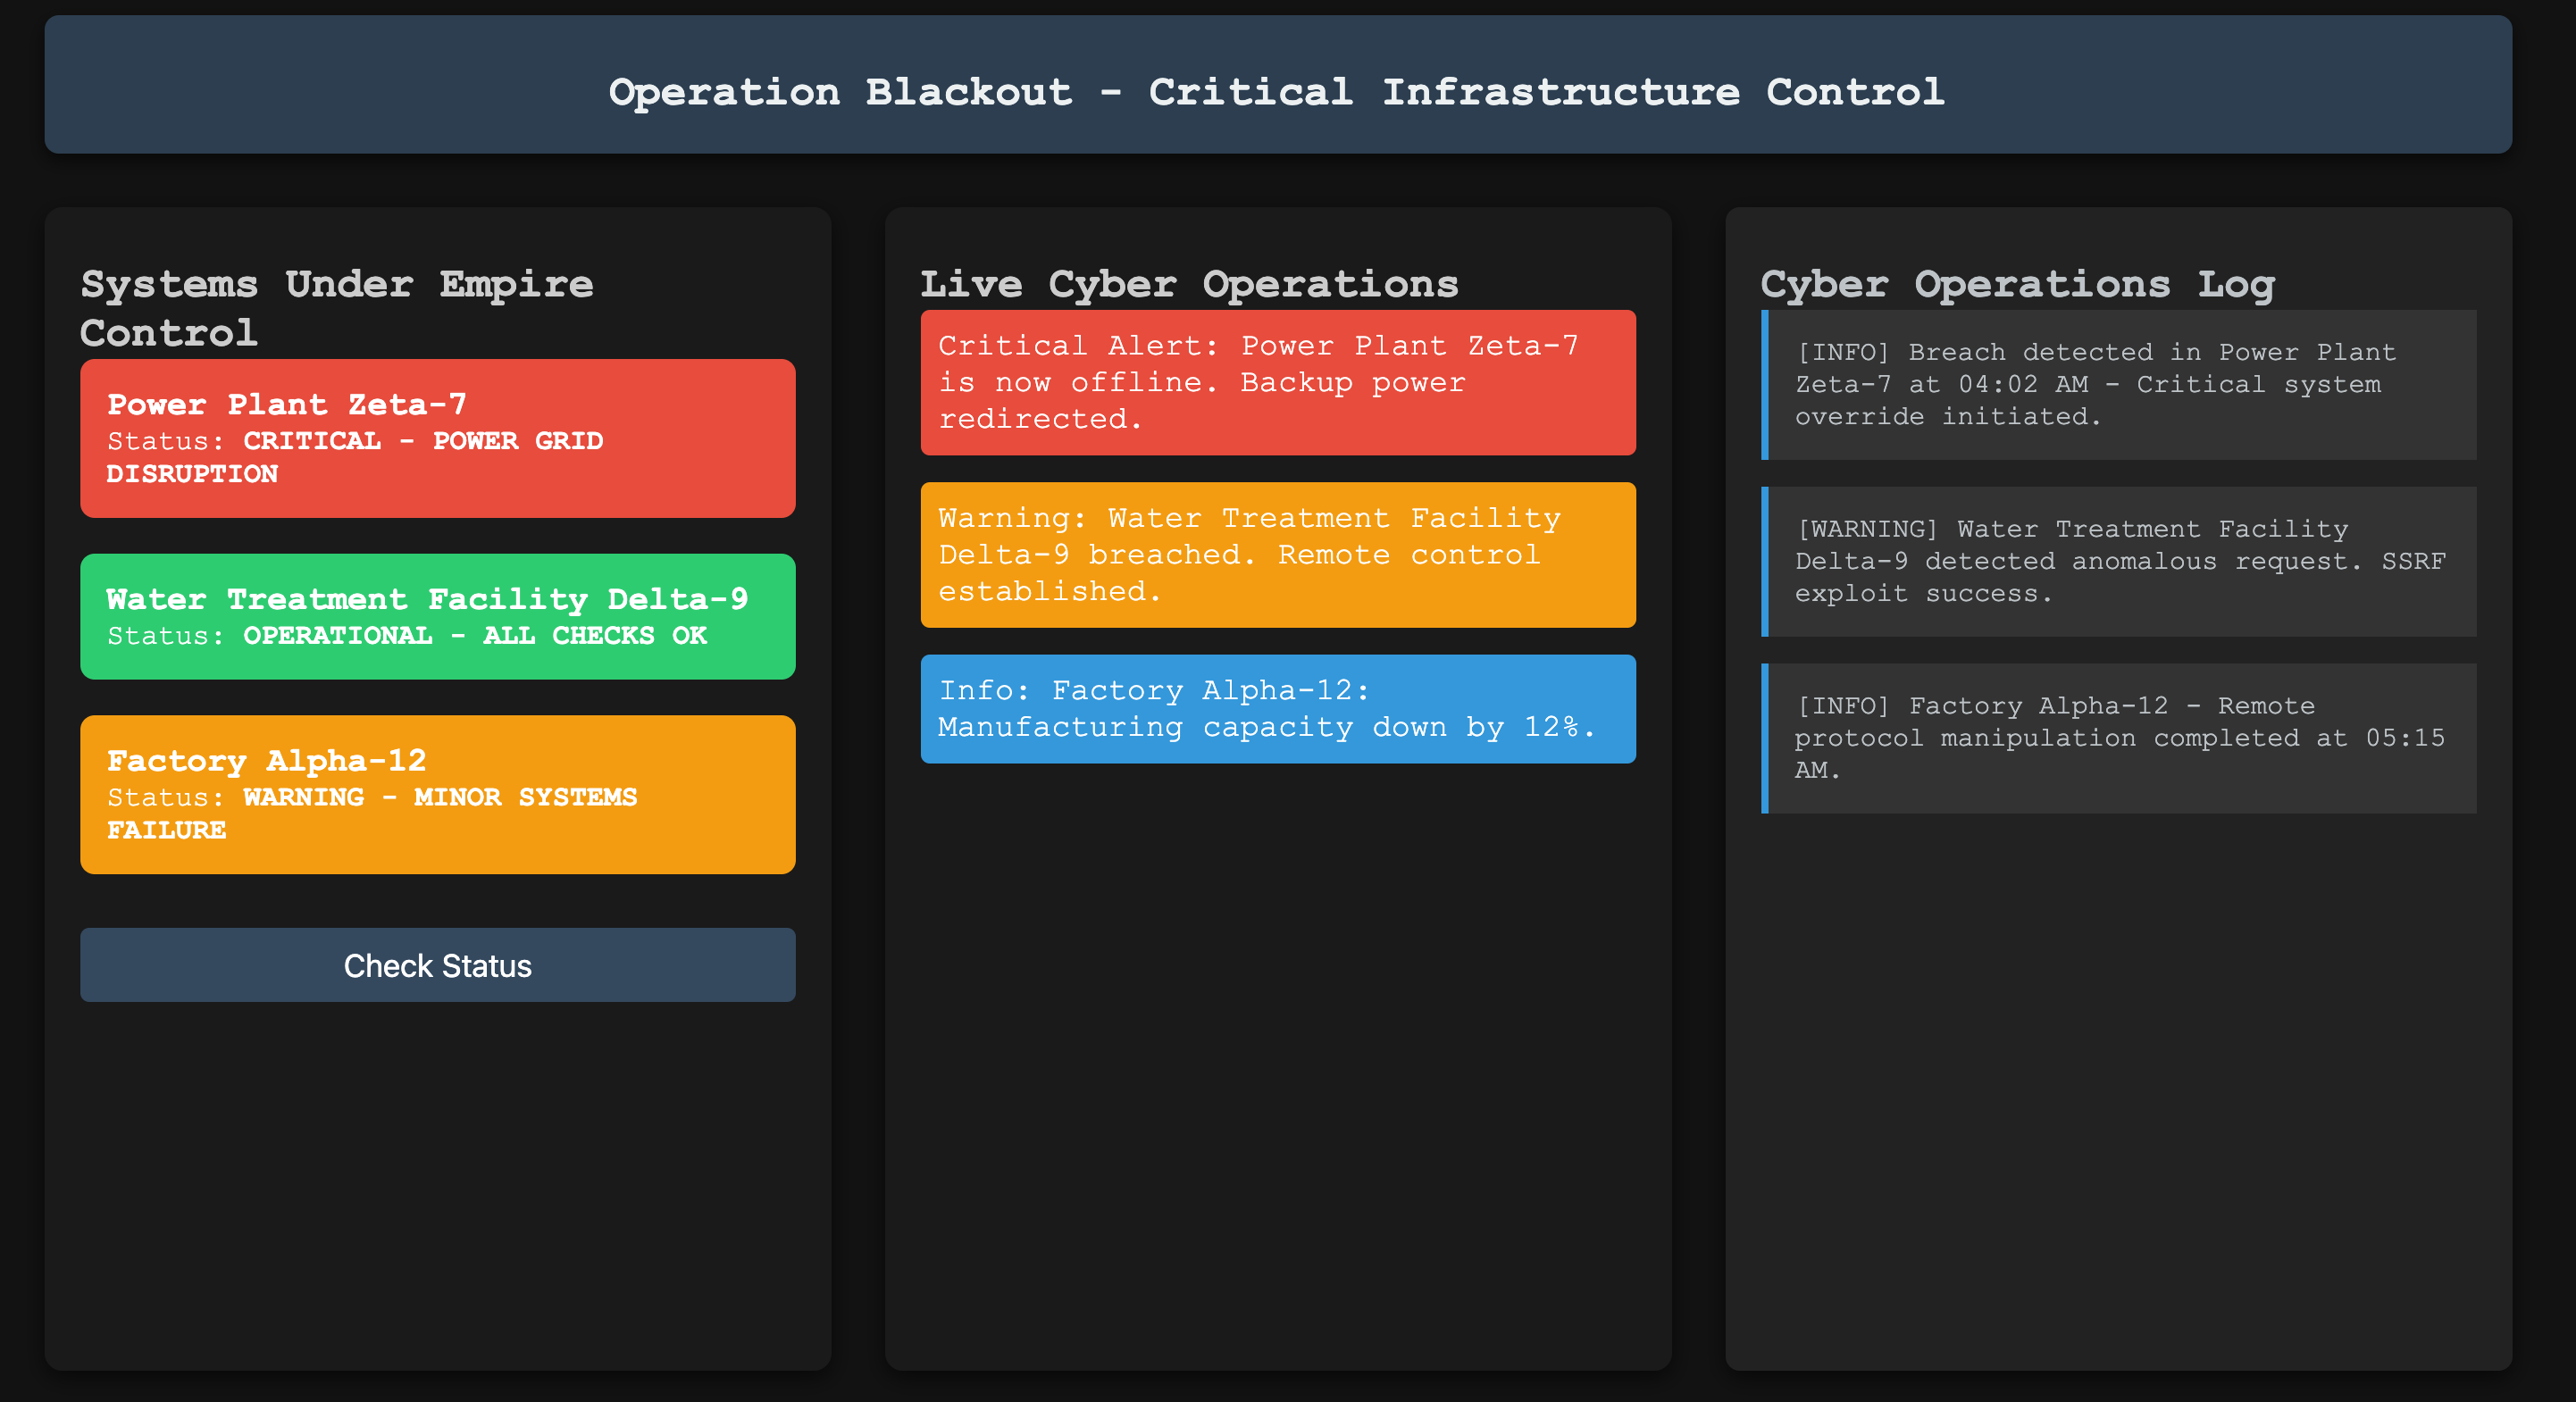 Operation Blackout - Critical Infrastructure Control
Systems Under Empire
Control
Power Plant Zeta-7
Status: CRITICAL - POWER GRID
DISRUPTION
Water Treatment Facility Delta-9
Status: OPERATIONAL - ALL CHECKS OK
Factory Alpha-12
Status: WARNING - MINOR SYSTEMS
FAILURE
Check Status
Live Cyber Operations
Critical Alert: Power Plant Zeta-7
is now offline. Backup power
redirected.
Warning: Water Treatment Facility
Delta-9 breached. Remote control
established.
Info: Factory Alpha-12:
Manufacturing capacity down by 12%.
Cyber Operations Log
[INFO] Breach detected in Power Plant
Zeta-7 at 04:02 AM - Critical system
override initiated.
[WARNING] Water Treatment Facility
Delta-9 detected anomalous request. SSRF
exploit success.
[INFO] Factory Alpha-12 - Remote
protocol manipulation completed at 05:15
AM.